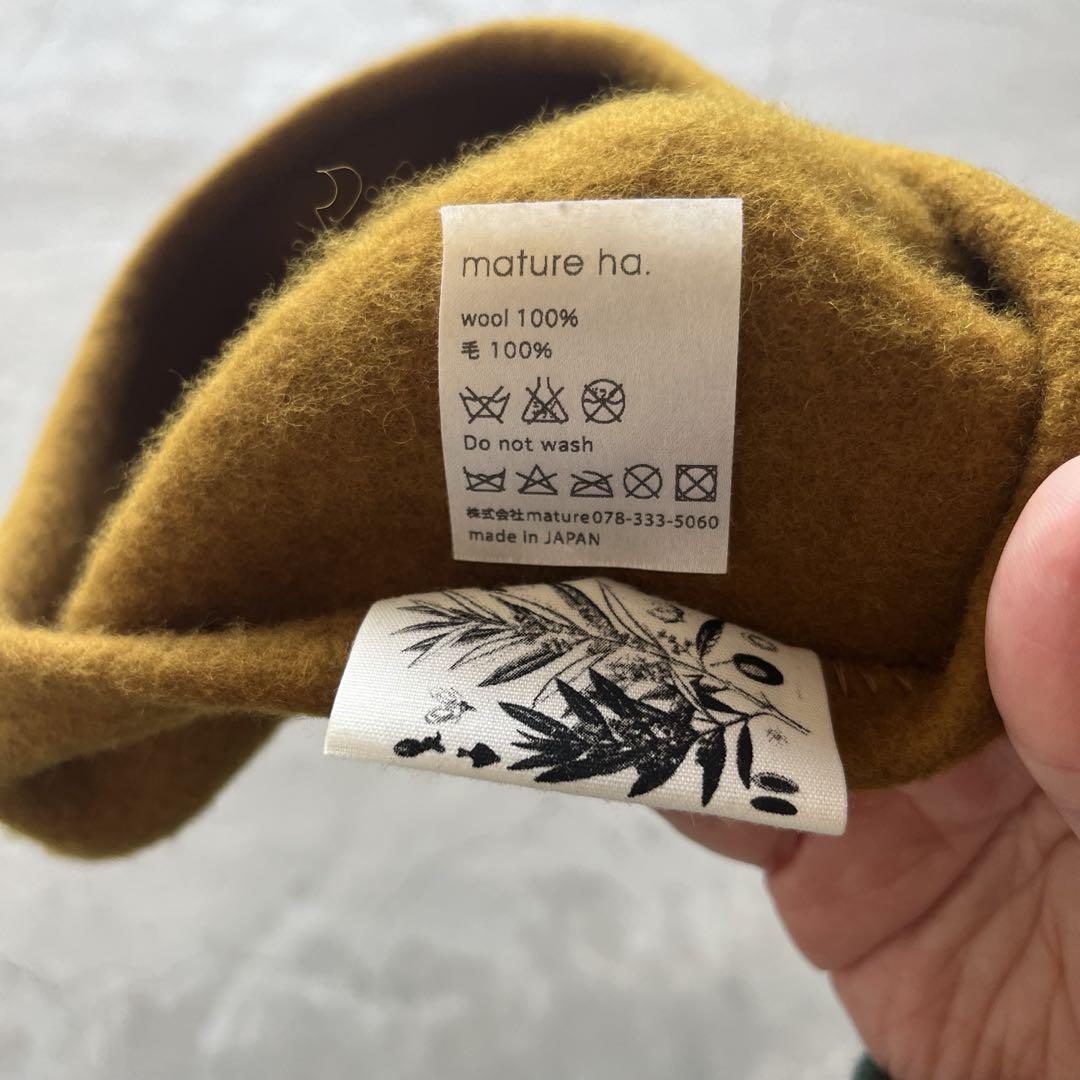 mature ha.
wool 100%
毛 100%
Do not wash
株式会社mature078-333-5060
made in JAPAN